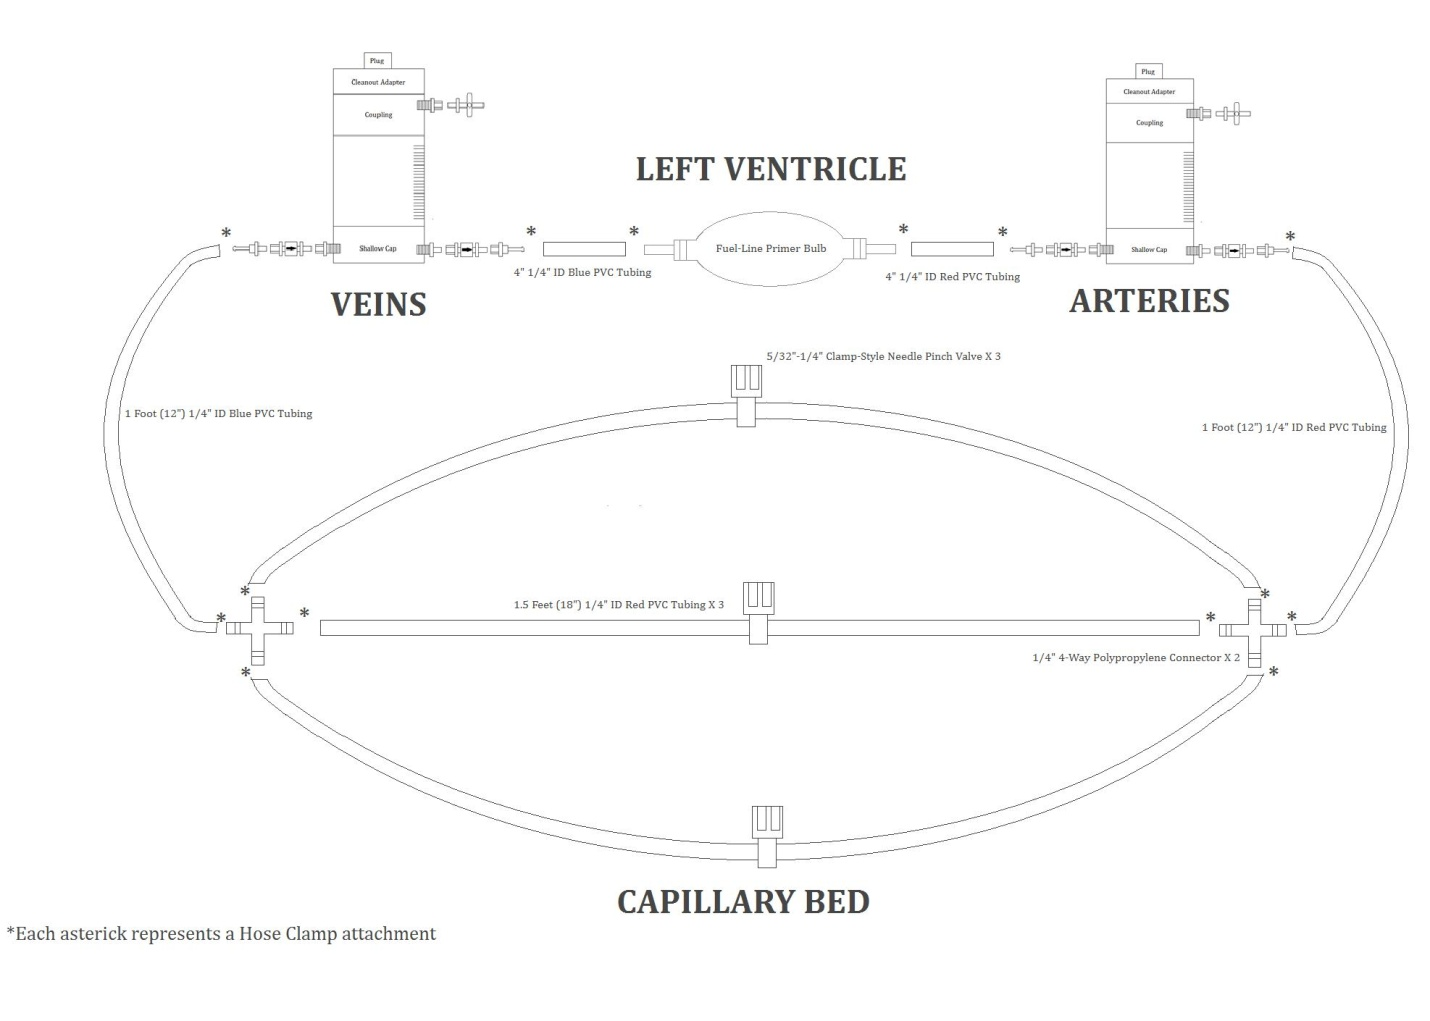 Plug
Cleanout Adapter
Coupling
Plug
Cleanout Adapter
Coupling
LEFT VENTRICLE
* * * * * *
Shallow Cap
Fuel-Line Primer Bulb
Shallow Cap
4" 1/4" ID Blue PVC Tubing
4" 1/4" ID Red PVC Tubing
VEINS
ARTERIES
5/32"-1/4" Clamp-Style Needle Pinch Valve X 3
1 Foot (12") 1/4" ID Blue PVC Tubing
1 Foot (12") 1/4" ID Red PVC Tubing
* *
1.5 Feet (18") 1/4" ID Red PVC Tubing X 3
* * * *
1/4" 4-Way Polypropylene Connector X 2
* *
CAPILLARY BED
*Each asterick represents a Hose Clamp attachment